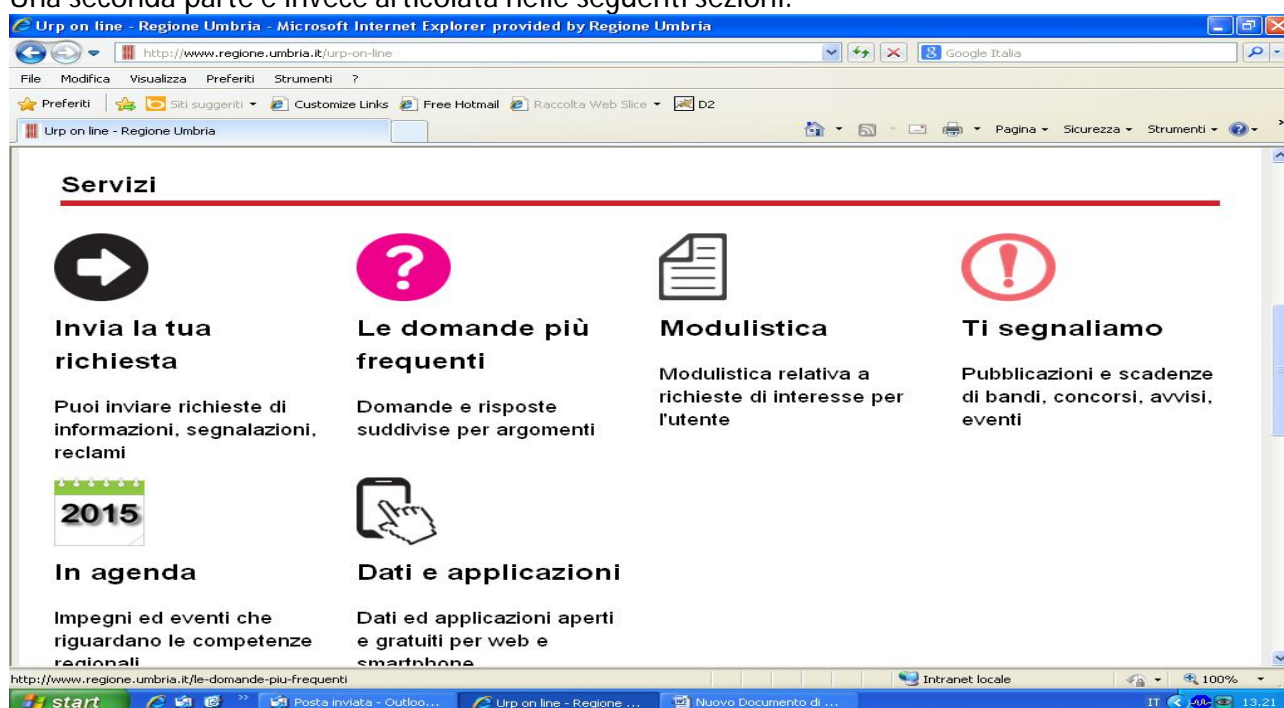 Una seconda parte è invece articolata nelle seguenti sezioni:
Urp on line - Regione Umbria - Microsoft Internet Explorer provided by Regione Umbria
http://www.regione.umbria.it/urp-on-line
Google Italia
File Modifica Visualizza Preferiti Strumenti ?
Preferiti Siti suggeriti Customize Links Free Hotmail Raccolta Web Slice D2
Urp on line - Regione Umbria
Pagina Sicurezza Strumenti
Servizi
Invia la tua
richiesta
Puoi inviare richieste di
informazioni, segnalazioni,
reclami
Le domande più
frequenti
Domande e risposte
suddivise per argomenti
Modulistica
Modulistica relativa a
richieste di interesse per
l'utente
Ti segnaliamo
Pubblicazioni e scadenze
di bandi, concorsi, avvisi,
eventi
2015
In agenda
Impegni ed eventi che
riguardano le competenze
regionali
Dati e applicazioni
Dati ed applicazioni aperti
e gratuiti per web e
smartphone
http://www.regione.umbria.it/le-domande-piu-frequenti
Intranet locale
100%
start
Posta inviata - Outloo...
Urp on line - Regione ...
Nuovo Documento di ...
IT
13.21